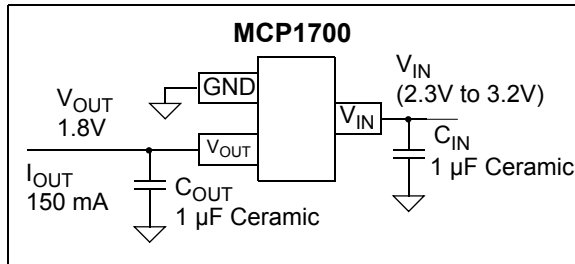 MCP1700
GND
VIN
VOUT
VIN
(2.3V to 3.2V)
CIN
1 µF Ceramic
VOUT
1.8V
IOUT
150 mA
COUT
1 µF Ceramic